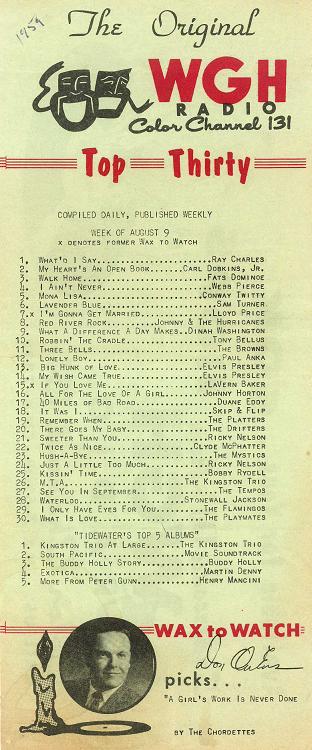 1959
The Original
WGH
RADIO
Color Channel 131
Top Thirty
COMPILED DAILY, PUBLISHED WEEKLY
WEEK OF AUGUST 9
X DENOTES FORMER WAX TO WATCH
1. WHAT'D I SAY....................RAY CHARLES
2. MY HEART'S AN OPEN BOOK......CARL DOBKINS, JR.
3. WALK HOME......................FATS DOMINOE
4. I AIN'T NEVER..................WEBB PIERCE
5. MONA LISA.....................CONWAY TWITTY
6. LAVENDER BLUE...................SAM TURNER
7.X I'M GONNA GET MARRIED..........LLOYD PRICE
8. RED RIVER ROCK......JOHNNY & THE HURRICANES
9. WHAT A DIFFERENCE A DAY MAKES..DINAH WASHINGTON
10. ROBBIN' THE CRADLE.............TONY BELLUS
11. THREE BELLS.....................THE BROWNS
12. LONELY BOY.......................PAUL ANKA
13. BIG HUNK OF LOVE.............ELVIS PRESLEY
14. MY WISH CAME TRUE............ELVIS PRESLEY
15.X IF YOU LOVE ME...............LAVERN BAKER
16. ALL FOR THE LOVE OF A GIRL....JOHNNY HORTON
17. 40 MILES OF BAD ROAD............DUANE EDDY
18. IT WAS I.......................SKIP & FLIP
19. REMEMBER WHEN.................THE PLATTERS
20. THERE GOES MY BABY............THE DRIFTERS
21. SWEETER THAN YOU..............RICKY NELSON
22. TWICE AS NICE...............CLYDE MCPHATTER
23. HUSH-A-BYE.....................THE MYSTICS
24. JUST A LITTLE TOO MUCH........RICKY NELSON
25. KISSIN' TIME...................BOBBY RYDELL
26. M.T.A.....................THE KINGSTON TRIO
27. SEE YOU IN SEPTEMBER............THE TEMPOS
28. WATERLOO..................STONEWALL JACKSON
29. I ONLY HAVE EYES FOR YOU......THE FLAMINGOS
30. WHAT IS LOVE.................THE PLAYMATES
"TIDEWATER'S TOP 5 ALBUMS"
1. KINGSTON TRIO AT LARGE.......THE KINGSTON TRIO
2. SOUTH PACIFIC...............MOVIE SOUNDTRACK
3. THE BUDDY HOLLY STORY...........BUDDY HOLLY
4. EXOTICA........................MARTIN DENNY
5. MORE FROM PETER GUNN..........HENRY MANCINI
WAX to WATCH
Don Owens
picks...
"A GIRL'S WORK IS NEVER DONE
BY THE CHORDETTES